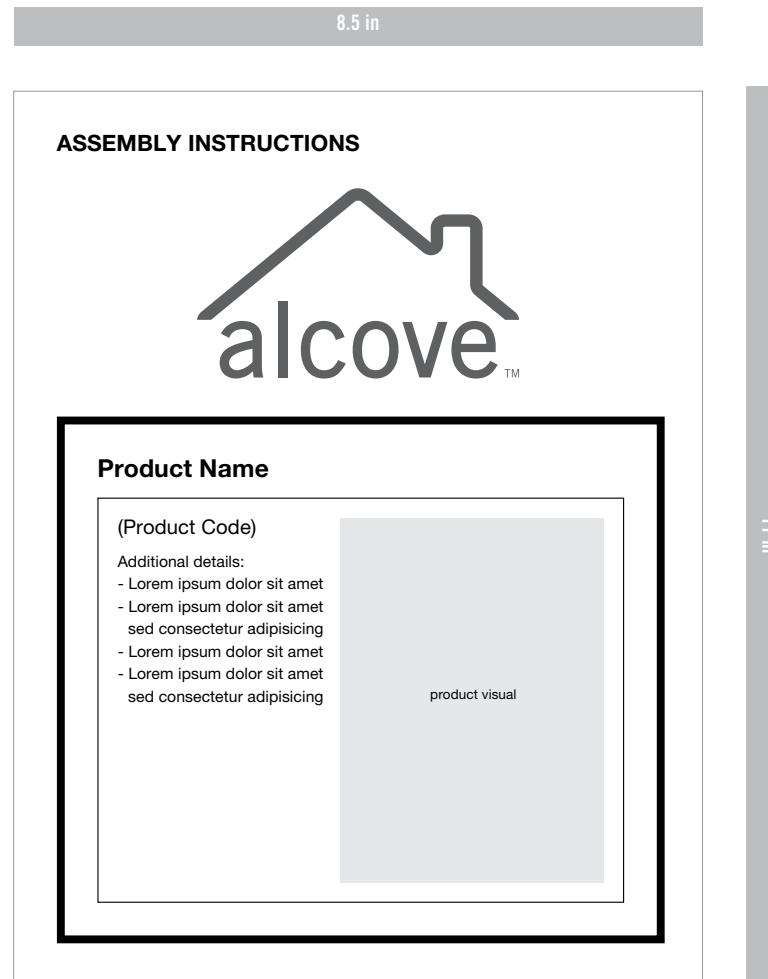 8.5 in
ASSEMBLY INSTRUCTIONS
alcove™
Product Name
(Product Code)
Additional details:
- Lorem ipsum dolor sit amet
- Lorem ipsum dolor sit amet
sed consectetur adipisicing
- Lorem ipsum dolor sit amet
- Lorem ipsum dolor sit amet
sed consectetur adipisicing
product visual